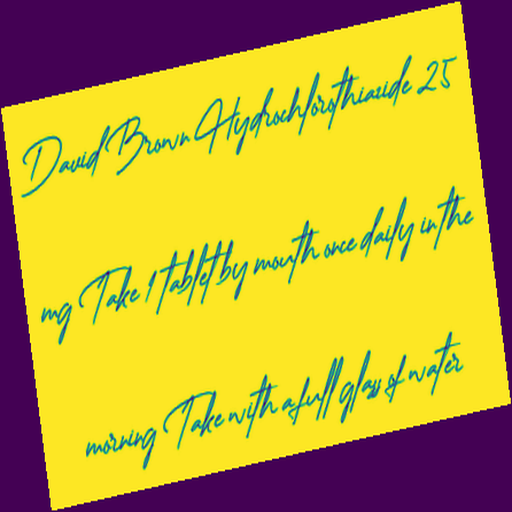 David Brown Hydrochlorothiazide 25
mg Take 1 tablet by mouth once daily in the
morning Take with a full glass of water